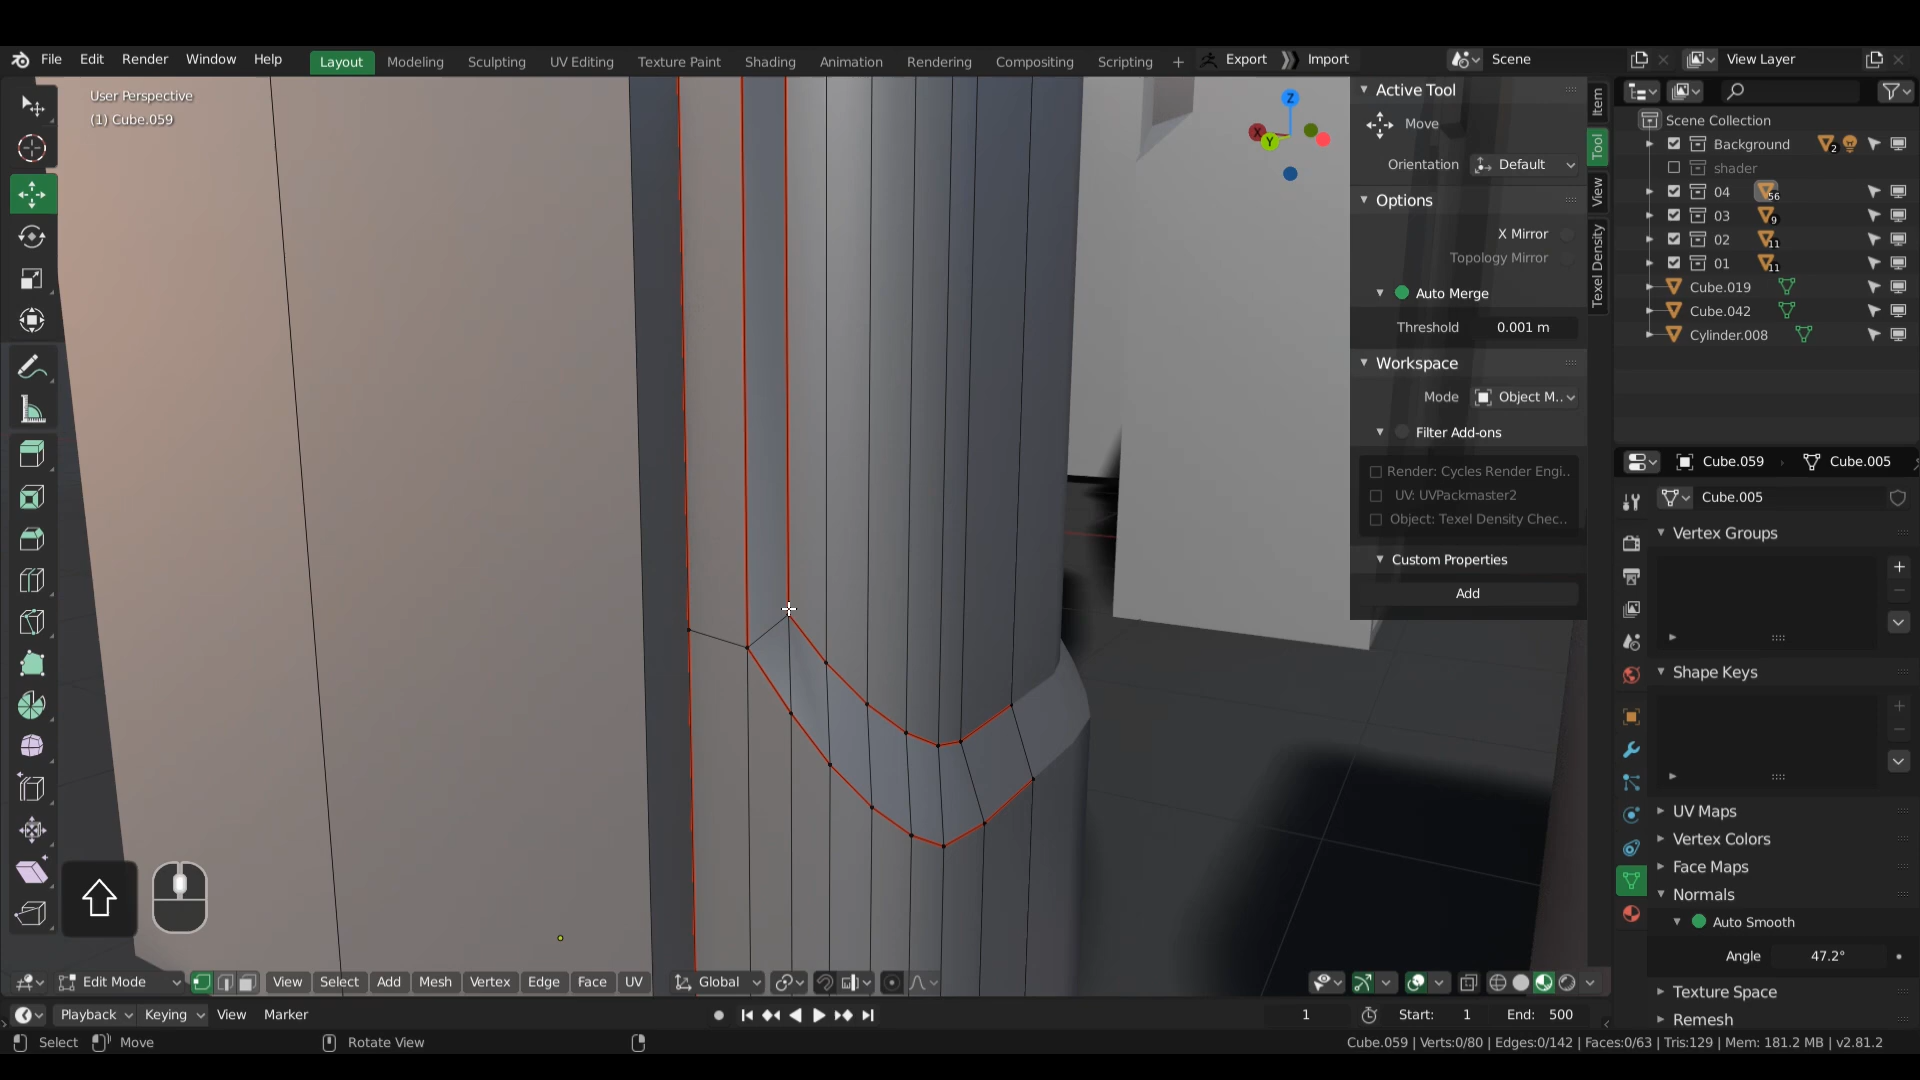 File Edit Render Window Help Layout Modeling Sculpting UV Editing Texture Paint Shading Animation Rendering Compositing Scripting + Export Import Scene View Layer
User Perspective
(1) Cube.059
Z
X
Y
Active Tool
Move
Orientation Default
Options
X Mirror
Topology Mirror
Auto Merge
Threshold 0.001 m
Workspace
Mode Object M..
Filter Add-ons
Render: Cycles Render Engi..
UV: UVPackmaster2
Object: Texel Density Chec..
Custom Properties
Add
Item
Tool
View
Texel Density
Scene Collection
Background 2
shader
04 56
03 9
02 11
01 11
Cube.019
Cube.042
Cylinder.008
Cube.059 Cube.005
Cube.005
Vertex Groups
Shape Keys
UV Maps
Vertex Colors
Face Maps
Normals
Auto Smooth
Angle 47.2°
Texture Space
Remesh
Edit Mode View Select Add Mesh Vertex Edge Face UV Global
Playback Keying View Marker 1 Start: 1 End: 500
Select Move Rotate View Cube.059 | Verts:0/80 | Edges:0/142 | Faces:0/63 | Tris:129 | Mem: 181.2 MB | v2.81.2